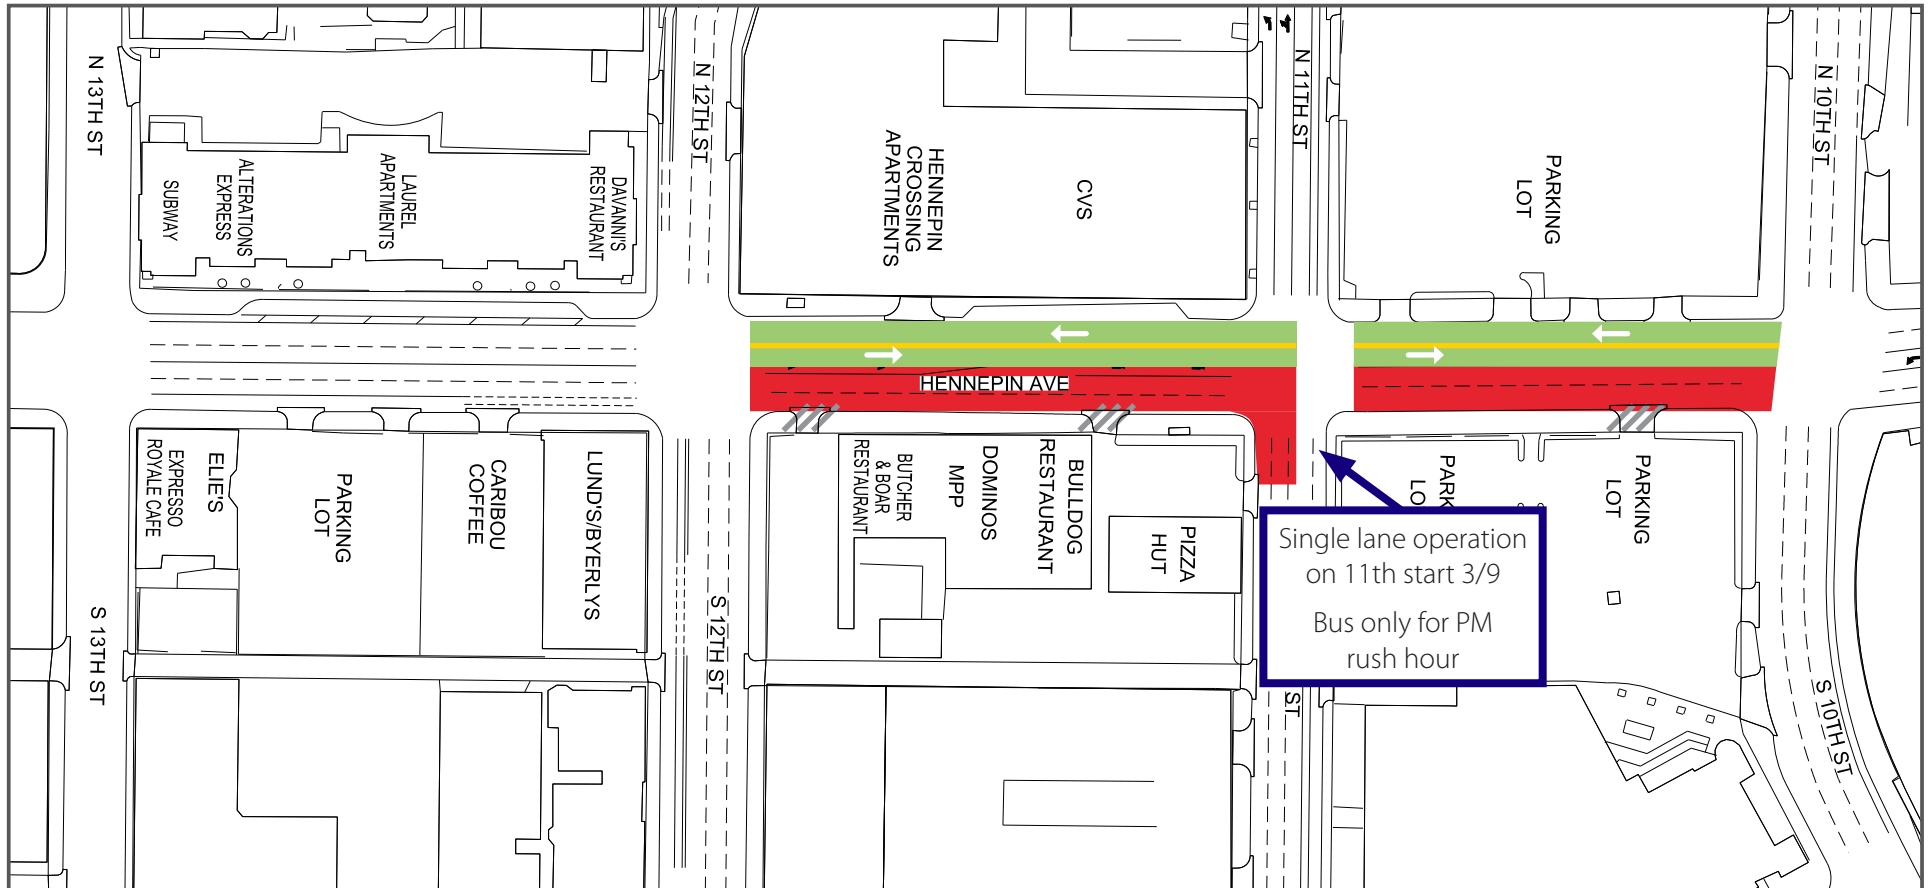 N 13TH ST
N 12TH ST
N 11TH ST
N 10TH ST
SUBWAY
ALTERATIONS
EXPRESS
LAUREL
APARTMENTS
DAVANNI'S
RESTAURANT
HENNEPIN
CROSSING
APARTMENTS
CVS
PARKING
LOT
HENNEPIN AVE
ELIE'S
EXPRESSO
ROYALE CAFE
PARKING
LOT
CARIBOU
COFFEE
LUND'S/BYERLYS
BUTCHER
& BOAR
RESTAURANT
MPP
DOMINOS
BULLDOG
RESTAURANT
PIZZA
HUT
PARK
LO
PARKING
LOT
Single lane operation
on 11th start 3/9
Bus only for PM
rush hour
S 13TH ST
S 12TH ST
ST
S 10TH ST